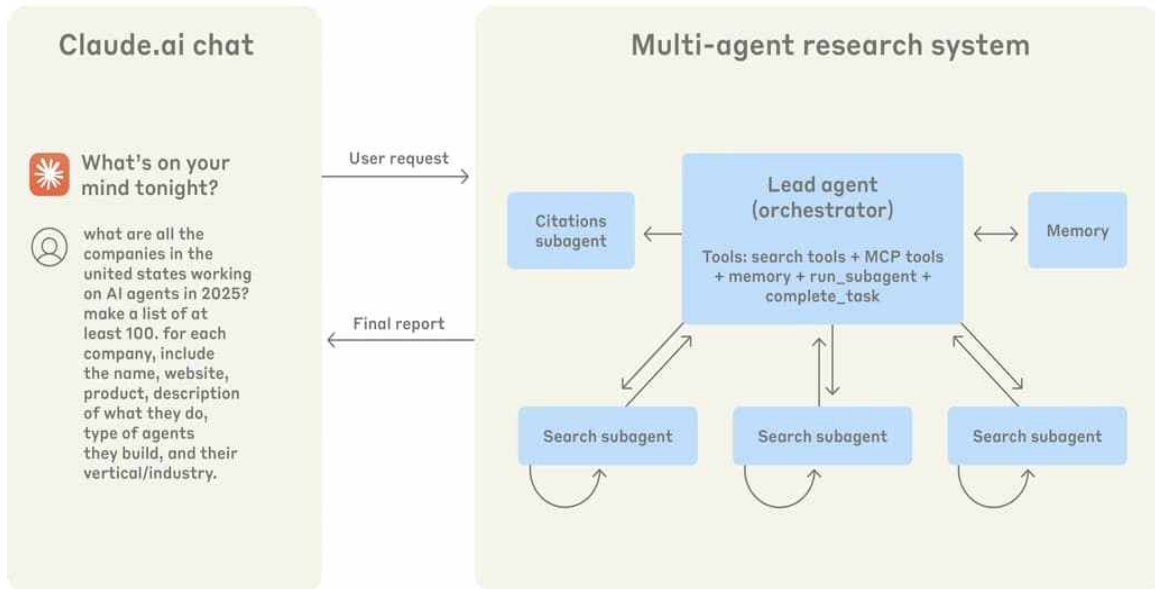 Claude.ai chat
What's on your
mind tonight?
what are all the
companies in the
united states working
on AI agents in 2025?
make a list of at
least 100. for each
company, include
the name, website,
product, description
of what they do,
type of agents
they build, and their
vertical/industry.
User request
Final report
Multi-agent research system
Citations
subagent
Lead agent
(orchestrator)
Tools: search tools + MCP tools
+ memory + run_subagent +
complete_task
Memory
Search subagent
Search subagent
Search subagent